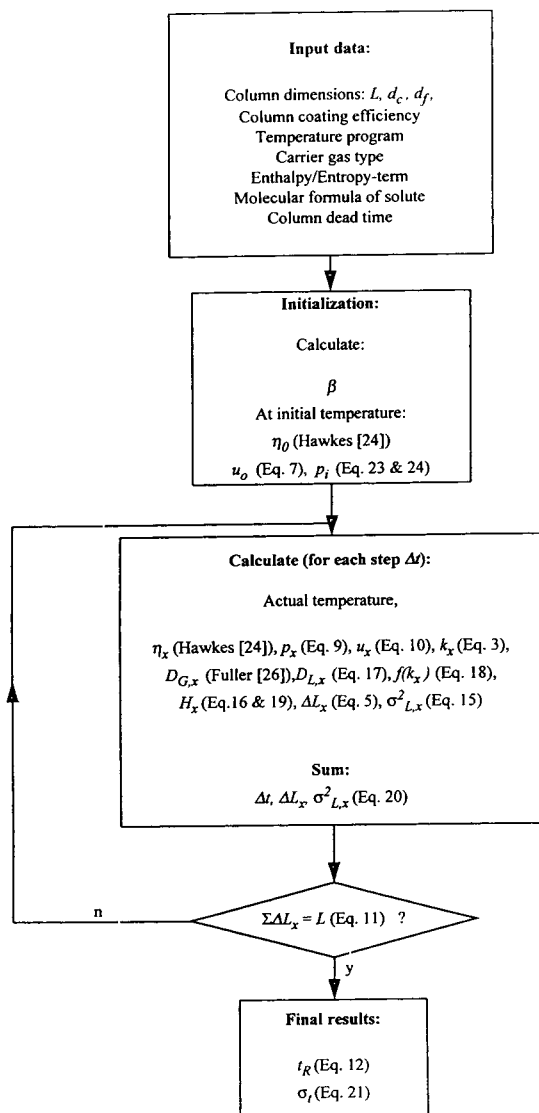 Input data:
Column dimensions: L, d_c, d_f,
Column coating efficiency
Temperature program
Carrier gas type
Enthalpy/Entropy-term
Molecular formula of solute
Column dead time
Initialization:
Calculate:
β
At initial temperature:
η_0 (Hawkes [24])
u_o (Eq. 7), p_i (Eq. 23 & 24)
Calculate (for each step Δt):
Actual temperature,
η_x (Hawkes [24]), p_x (Eq. 9), u_x (Eq. 10), k_x (Eq. 3),
D_G,x (Fuller [26]), D_L,x (Eq. 17), f(k_x) (Eq. 18),
H_x (Eq.16 & 19), ΔL_x (Eq. 5), σ²_L,x (Eq. 15)
Sum:
Δt, ΔL_x, σ²_L,x (Eq. 20)
n
ΣΔL_x = L (Eq. 11) ?
y
Final results:
t_R (Eq. 12)
σ_t (Eq. 21)